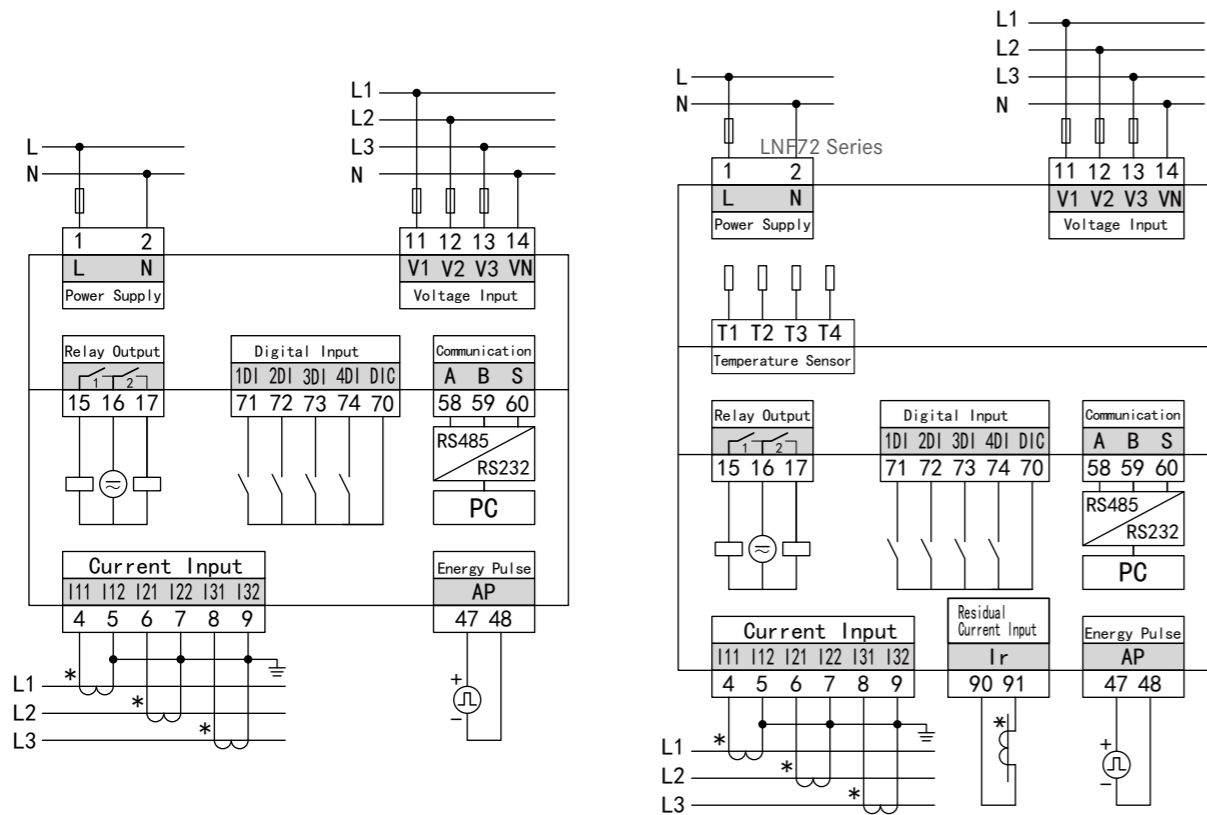 L1
L2
L3
N
L
N
1 2
L N
Power Supply
11 12 13 14
V1 V2 V3 VN
Voltage Input
Relay Output
1 2
15 16 17
Digital Input
1DI 2DI 3DI 4DI DIC
71 72 73 74 70
Communication
A B S
58 59 60
RS485
RS232
PC
Current Input
I11 I12 I21 I22 I31 I32
4 5 6 7 8 9
*
*
*
L1
L2
L3
Energy Pulse
AP
47 48
+
−
L1
L2
L3
N
L
N
LNF72 Series
1 2
L N
Power Supply
11 12 13 14
V1 V2 V3 VN
Voltage Input
T1 T2 T3 T4
Temperature Sensor
Relay Output
1 2
15 16 17
Digital Input
1DI 2DI 3DI 4DI DIC
71 72 73 74 70
Communication
A B S
58 59 60
RS485
RS232
PC
Current Input
I11 I12 I21 I22 I31 I32
4 5 6 7 8 9
*
*
*
L1
L2
L3
Residual
Current Input
Ir
90 91
*
Energy Pulse
AP
47 48
+
−